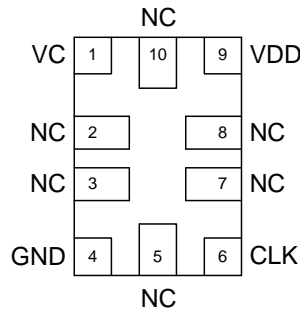 NC
VC 1 10 9 VDD
NC 2 8 NC
NC 3 7 NC
GND 4 5 6 CLK
NC